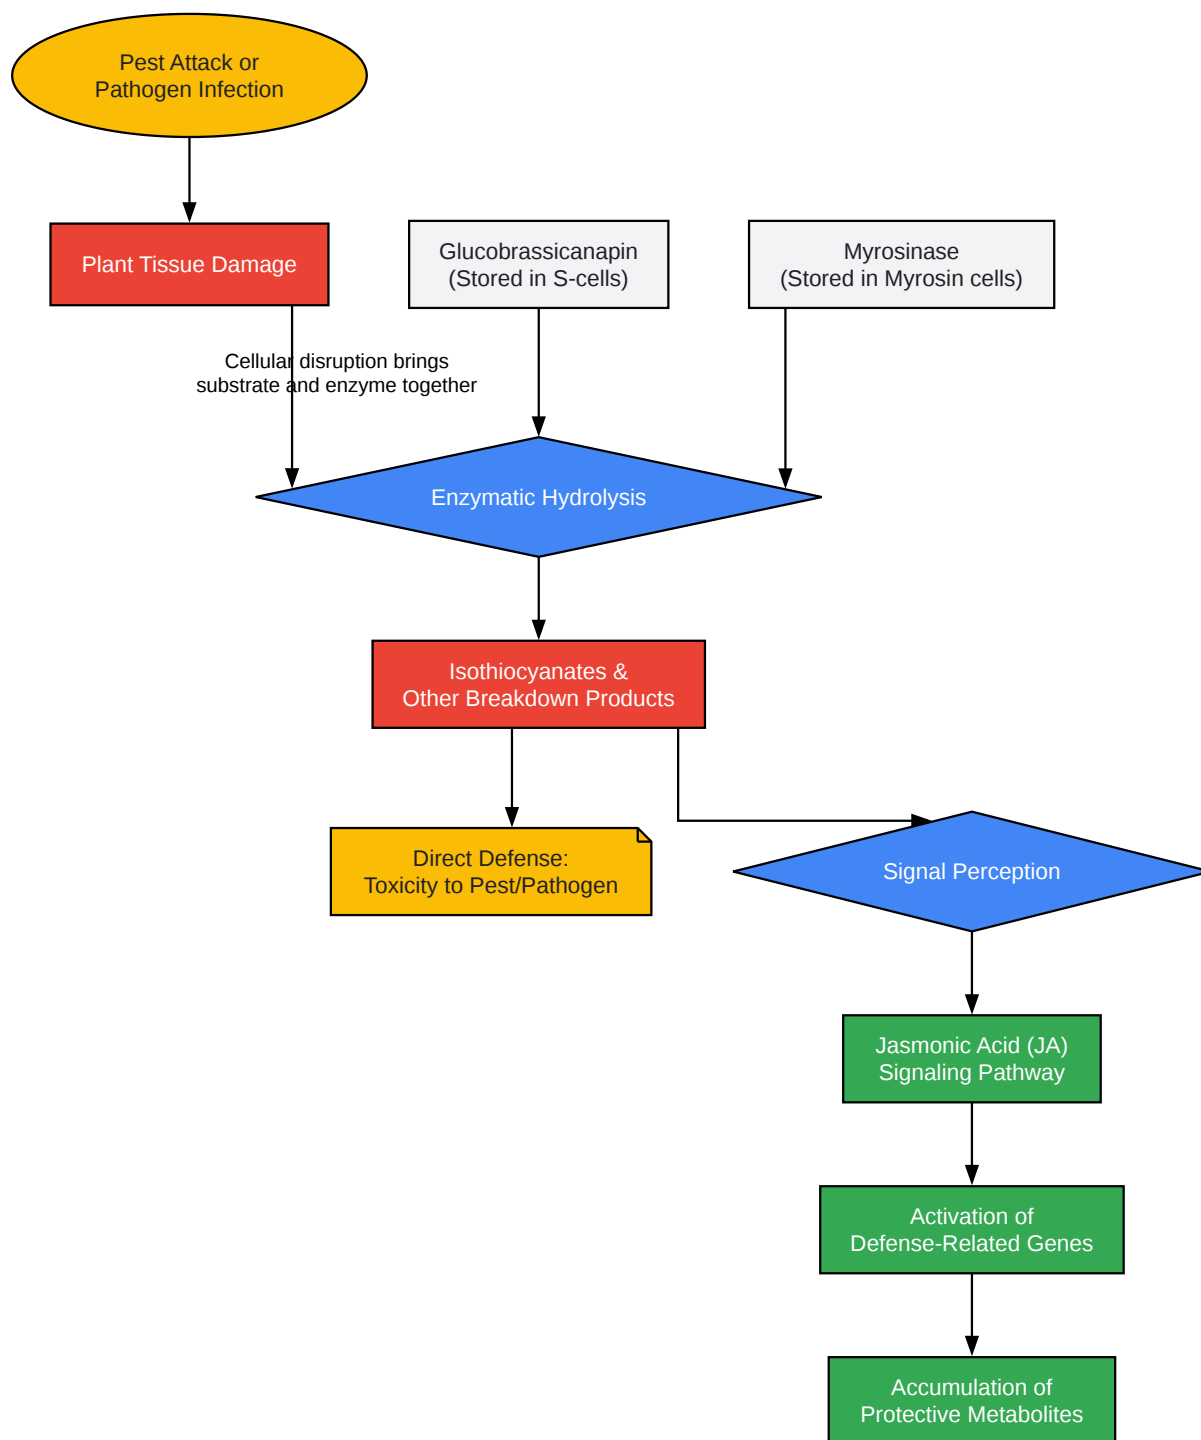 Pest Attack or
Pathogen Infection
Plant Tissue Damage
Glucobrassicanapin
(Stored in S-cells)
Myrosinase
(Stored in Myrosin cells)
Cellular disruption brings
substrate and enzyme together
Enzymatic Hydrolysis
Isothiocyanates &
Other Breakdown Products
Direct Defense:
Toxicity to Pest/Pathogen
Signal Perception
Jasmonic Acid (JA)
Signaling Pathway
Activation of
Defense-Related Genes
Accumulation of
Protective Metabolites